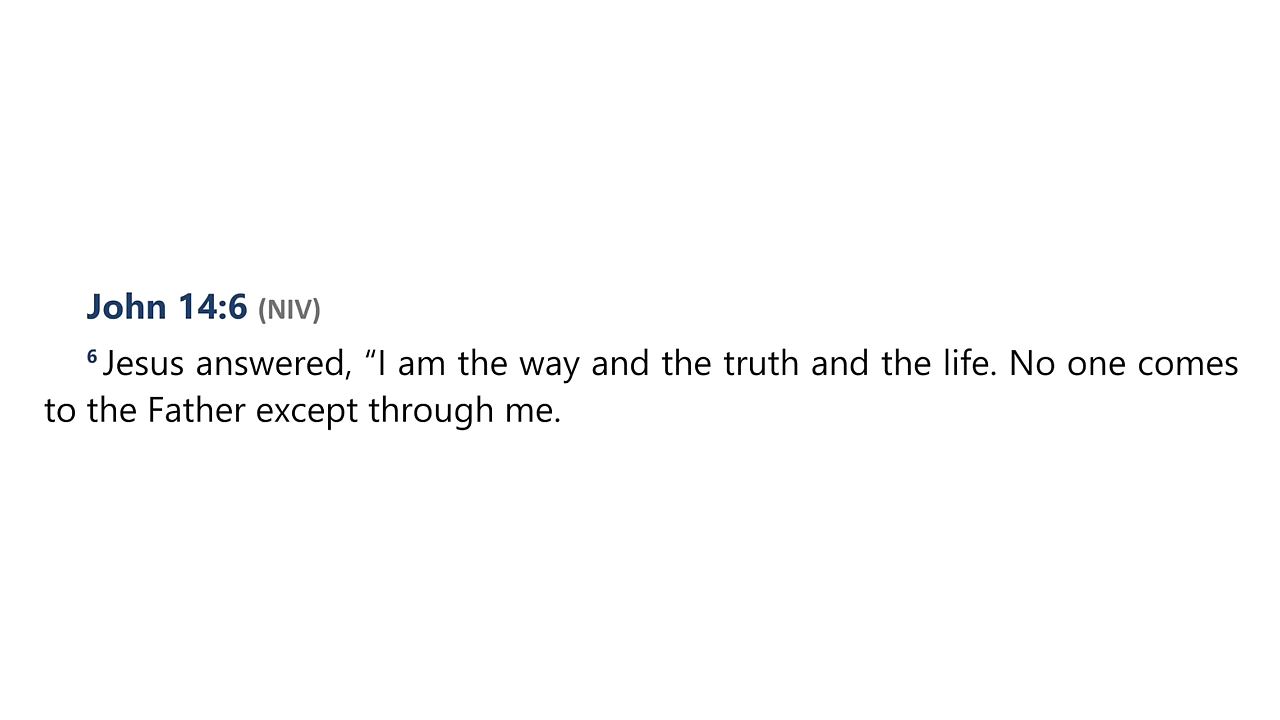 John 14:6 (NIV)
6 Jesus answered, “I am the way and the truth and the life. No one comes
to the Father except through me.